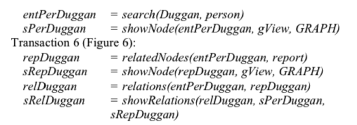 entPerDuggan = search(Duggan, person)
sPerDuggan = showNode(entPerDuggan, gView, GRAPH)
Transaction 6 (Figure 6):
repDuggan = relatedNodes(entPerDuggan, report)
sRepDuggan = showNode(repDuggan, gView, GRAPH)
relDuggan = relations(entPerDuggan, repDuggan)
sRelDuggan = showRelations(relDuggan, sPerDuggan,
sRepDuggan)